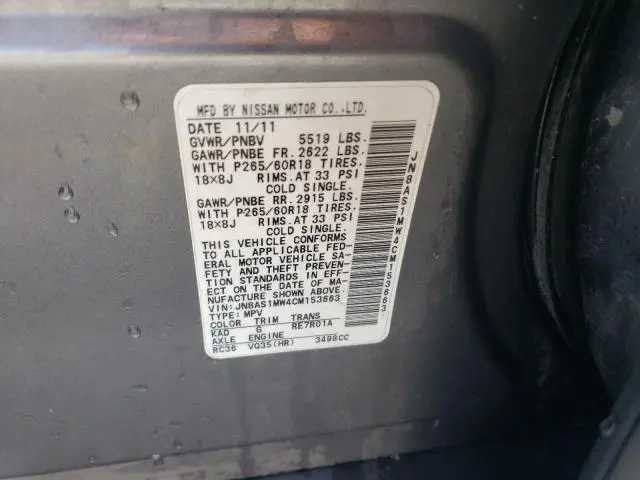 MFD BY NISSAN MOTOR CO.,LTD.
DATE 11/11
GVWR/PNBV 5519 LBS.
GAWR/PNBE FR. 2622 LBS.
WITH P265/60R18 TIRES.
18X8J RIMS.AT 33 PSI
COLD SINGLE.
GAWR/PNBE RR. 2915 LBS.
WITH P265/60R18 TIRES.
18X8J RIMS.AT 33 PSI
COLD SINGLE.
THIS VEHICLE CONFORMS
TO ALL APPLICABLE FED-
ERAL MOTOR VEHICLE SA-
FETY AND THEFT PREVEN-
TION STANDARDS IN EFF-
ECT ON THE DATE OF MA-
NUFACTURE SHOWN ABOVE.
VIN:JN8AS1MW4CM153663
TYPE:MPV
COLOR TRIM TRANS
KAD G RE7R01A
AXLE ENGINE
RC36 VQ35(HR) 3498CC
JN8AS1MW4CM153663